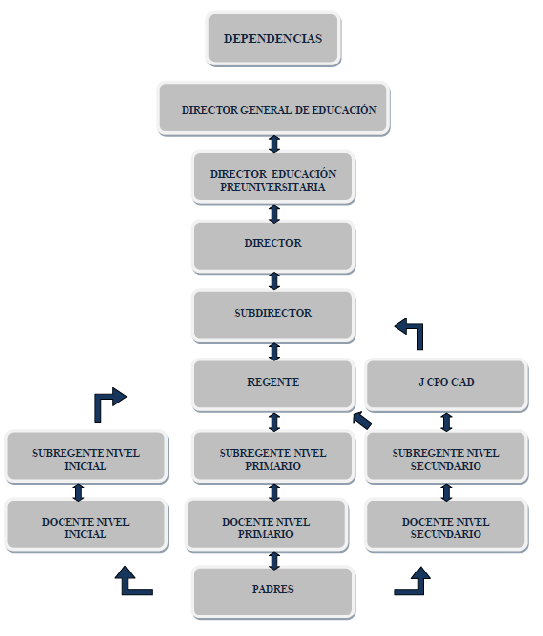 DEPENDENCIAS
DIRECTOR GENERAL DE EDUCACIÓN
DIRECTOR EDUCACIÓN
PREUNIVERSITARIA
DIRECTOR
SUBDIRECTOR
REGENTE
J CPO CAD
SUBREGENTE NIVEL
INICIAL
SUBREGENTE NIVEL
PRIMARIO
SUBREGENTE NIVEL
SECUNDARIO
DOCENTE NIVEL
INICIAL
DOCENTE NIVEL
PRIMARIO
DOCENTE NIVEL
SECUNDARIO
PADRES